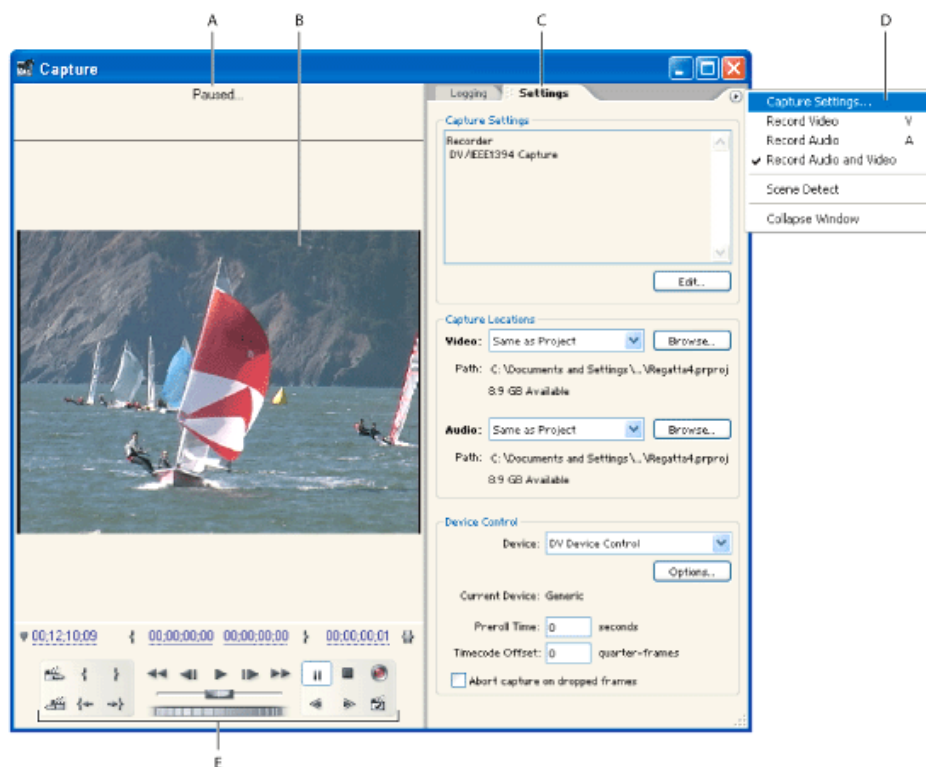 A B C D
Capture
Paused...
Logging Settings
Capture Settings
Recorder
DV/IEEE1394 Capture
Edit...
Capture Locations
Video: Same as Project Browse...
Path: C:\Documents and Settings\...\Regatta4.prproj
8.9 GB Available
Audio: Same as Project Browse...
Path: C:\Documents and Settings\...\Regatta4.prproj
8.9 GB Available
Device Control
Device: DV Device Control
Options...
Current Device: Generic
Preroll Time: 0 seconds
Timecode Offset: 0 quarter-frames
Abort capture on dropped frames
Capture Settings...
Record Video V
Record Audio A
Record Audio and Video
Scene Detect
Collapse Window
00;12;10;09 { 00;00;00;00 00;00;00;00 } 00;00;00;01
E